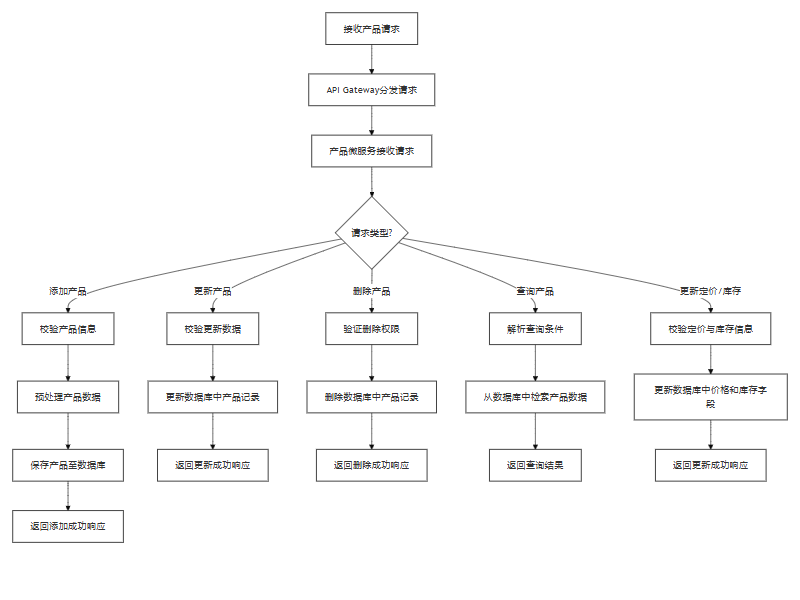 接收产品请求
API Gateway分发请求
产品微服务接收请求
请求类型?
添加产品
更新产品
删除产品
查询产品
更新定价/库存
校验产品信息
校验更新数据
验证删除权限
解析查询条件
校验定价与库存信息
预处理产品数据
更新数据库中产品记录
删除数据库中产品记录
从数据库中检索产品数据
更新数据库中价格和库存字
段
保存产品至数据库
返回更新成功响应
返回删除成功响应
返回查询结果
返回更新成功响应
返回添加成功响应